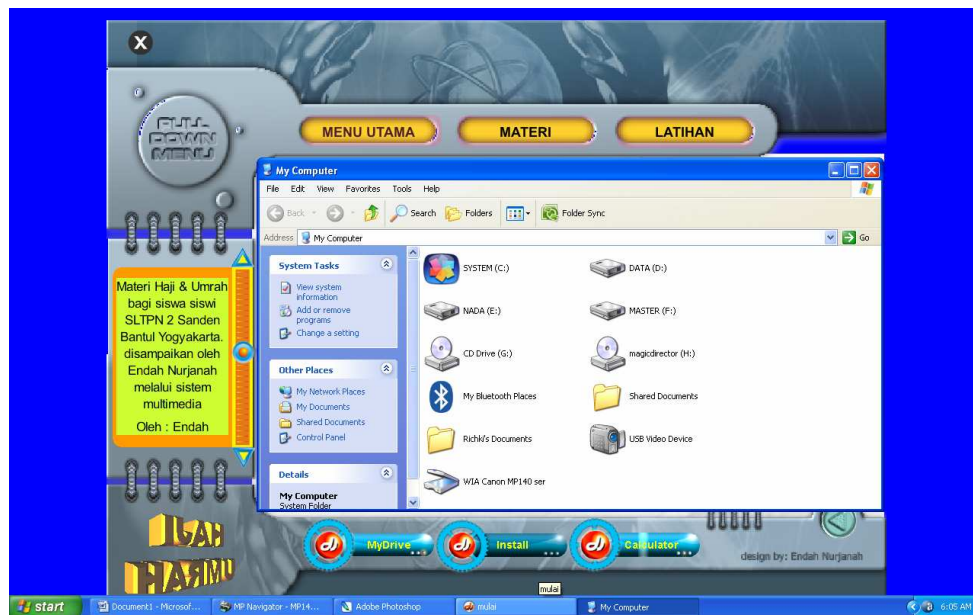 X
PULL
DOWN
MENU
MENU UTAMA
MATERI
LATIHAN
My Computer
File Edit View Favorites Tools Help
Back
Search
Folders
Folder Sync
Address
My Computer
Go
System Tasks
View system
information
Add or remove
programs
Change a setting
Other Places
My Network Places
My Documents
Shared Documents
Control Panel
Details
My Computer
System Folder
SYSTEM (C:)
DATA (D:)
NADA (E:)
MASTER (F:)
CD Drive (G:)
magicdirector (H:)
My Bluetooth Places
Shared Documents
Richki's Documents
USB Video Device
WIA Canon MP140 ser
Materi Haji & Umrah
bagi siswa siswi
SLTPN 2 Sanden
Bantul Yogyakarta.
disampaikan oleh
Endah Nurjanah
melalui sistem
multimedia
Oleh : Endah
MyDrive...
Install ...
Calculator...
design by: Endah Nurjanah
mulai
start
Document1 - Microsof...
MP Navigator - MP14...
Adobe Photoshop
mulai
My Computer
6:05 AM